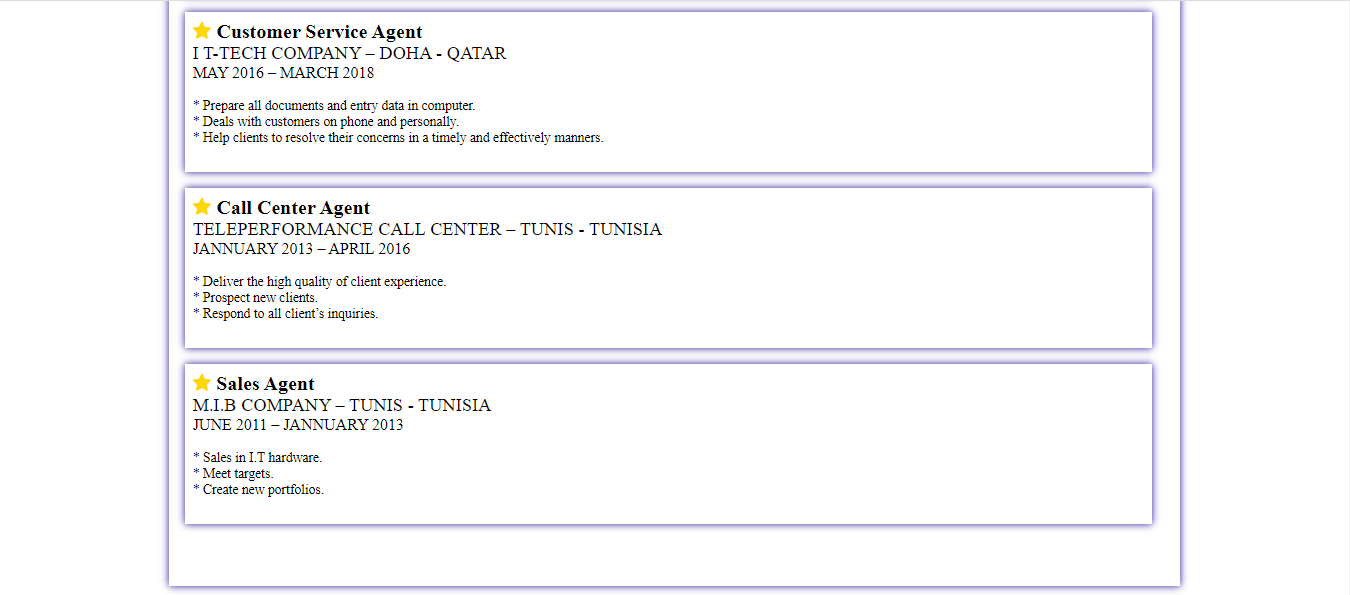 Customer Service Agent
I T-TECH COMPANY – DOHA - QATAR
MAY 2016 – MARCH 2018
* Prepare all documents and entry data in computer.
* Deals with customers on phone and personally.
* Help clients to resolve their concerns in a timely and effectively manners.
Call Center Agent
TELEPERFORMANCE CALL CENTER – TUNIS - TUNISIA
JANNUARY 2013 – APRIL 2016
* Deliver the high quality of client experience.
* Prospect new clients.
* Respond to all client’s inquiries.
Sales Agent
M.I.B COMPANY – TUNIS - TUNISIA
JUNE 2011 – JANNUARY 2013
* Sales in I.T hardware.
* Meet targets.
* Create new portfolios.